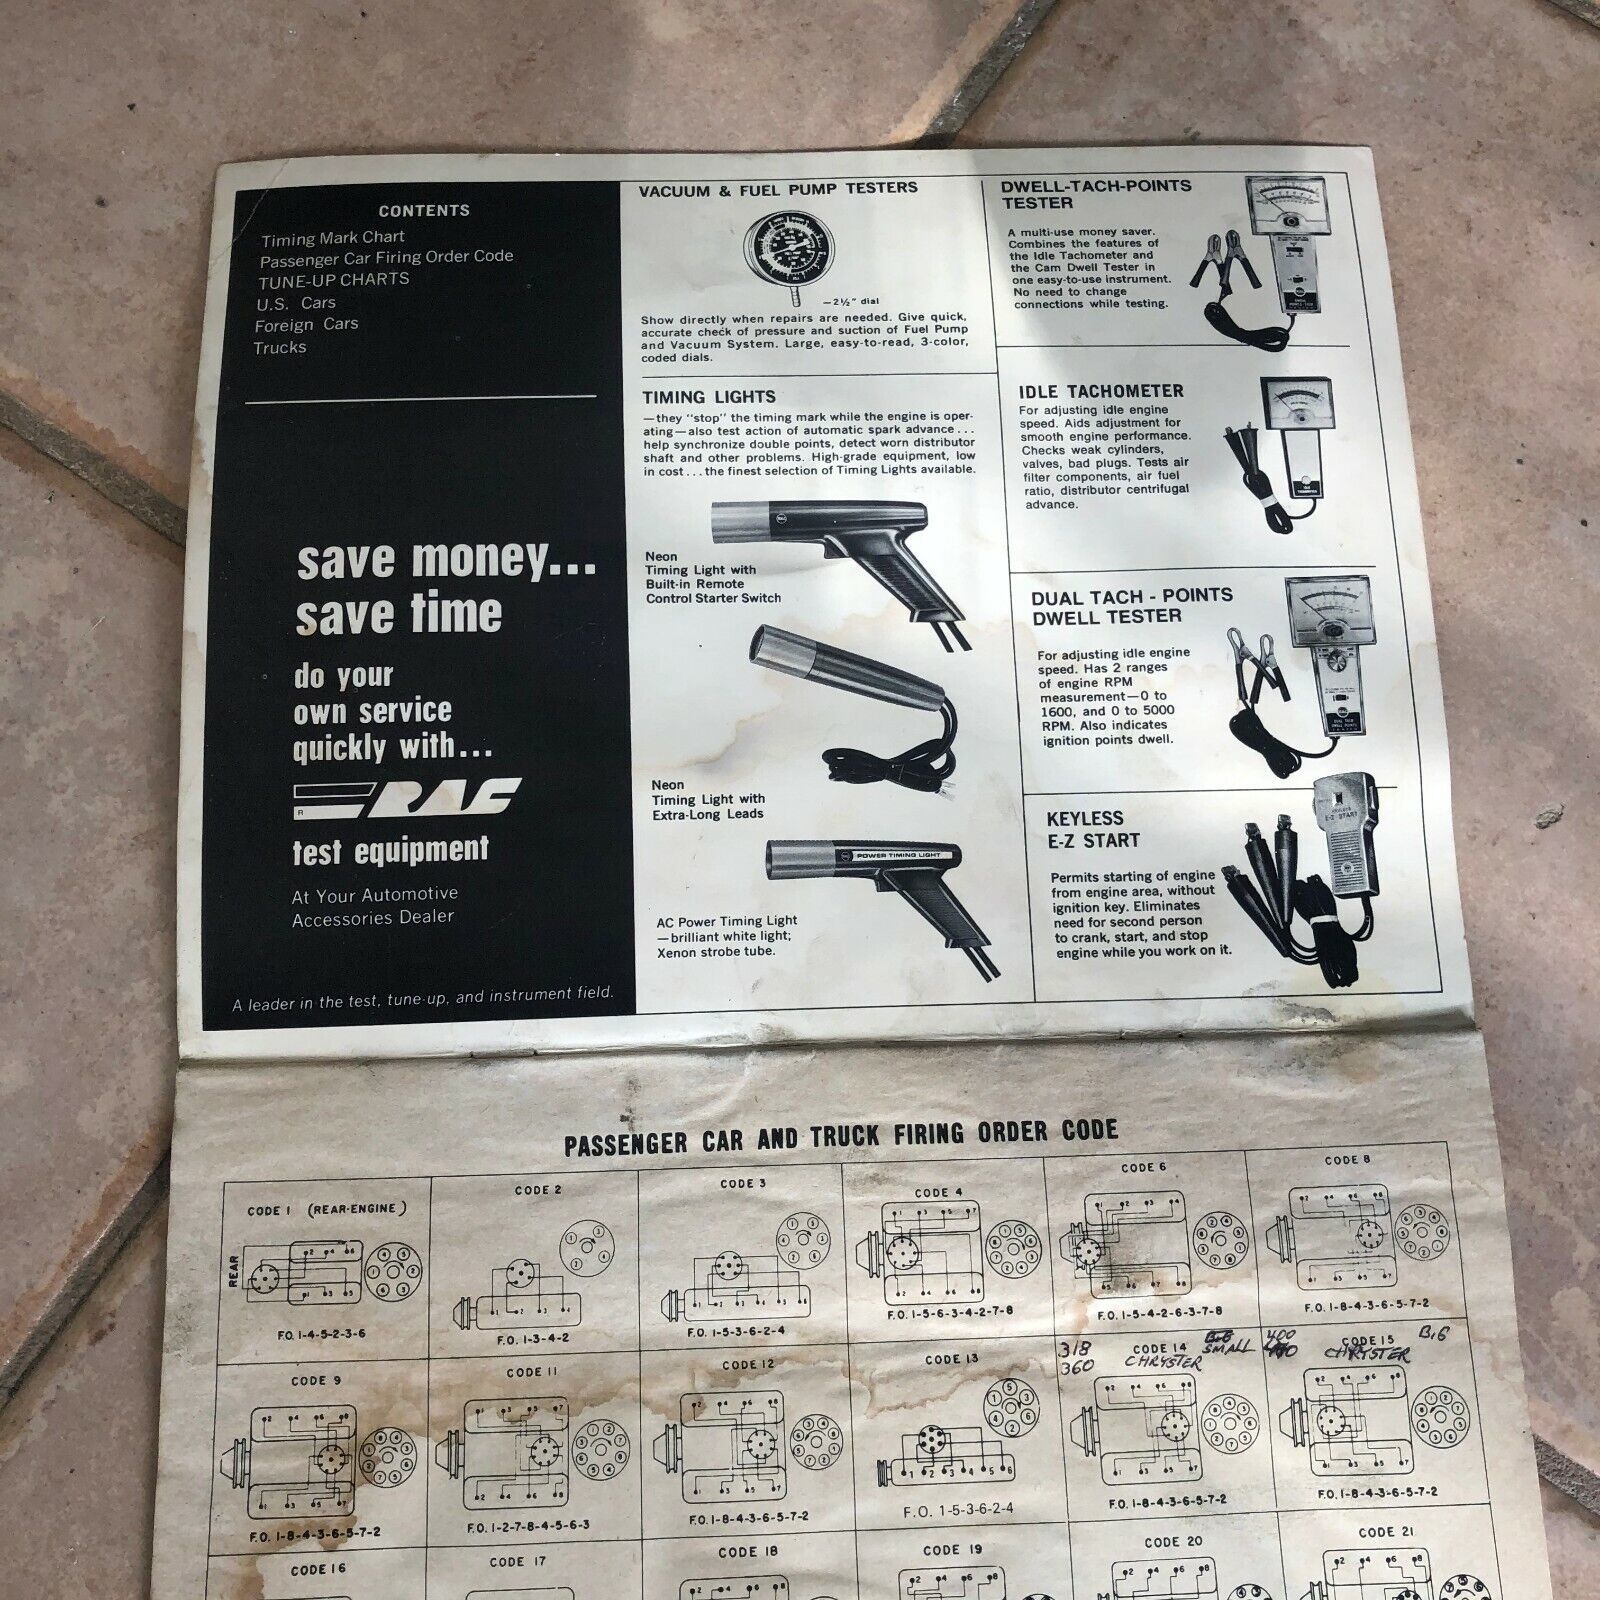 CONTENTS
Timing Mark Chart
Passenger Car Firing Order Code
TUNE-UP CHARTS
U.S. Cars
Foreign Cars
Trucks
save money...
save time
do your
own service
quickly with...
RAC
R
test equipment
At Your Automotive
Accessories Dealer
A leader in the test, tune-up, and instrument field.
VACUUM & FUEL PUMP TESTERS
—2½" dial
Show directly when repairs are needed. Give quick,
accurate check of pressure and suction of Fuel Pump
and Vacuum System. Large, easy-to-read, 3-color,
coded dials.
TIMING LIGHTS
—they "stop" the timing mark while the engine is oper-
ating—also test action of automatic spark advance...
help synchronize double points, detect worn distributor
shaft and other problems. High-grade equipment, low
in cost...the finest selection of Timing Lights available.
Neon
Timing Light with
Built-in Remote
Control Starter Switch
Neon
Timing Light with
Extra-Long Leads
POWER TIMING LIGHT
AC Power Timing Light
—brilliant white light;
Xenon strobe tube.
DWELL-TACH-POINTS
TESTER
A multi-use money saver.
Combines the features of
the Idle Tachometer and
the Cam Dwell Tester in
one easy-to-use instrument.
No need to change
connections while testing.
IDLE TACHOMETER
For adjusting idle engine
speed. Aids adjustment for
smooth engine performance.
Checks weak cylinders,
valves, bad plugs. Tests air
filter components, air fuel
ratio, distributor centrifugal
advance.
IDLE
TACHOMETER
DUAL TACH - POINTS
DWELL TESTER
For adjusting idle engine
speed. Has 2 ranges
of engine RPM
measurement—0 to
1600, and 0 to 5000
RPM. Also indicates
ignition points dwell.
DUAL TACH
DWELL POINTS
KEYLESS
E-Z START
KEYLESS
E-Z START
Permits starting of engine
from engine area, without
ignition key. Eliminates
need for second person
to crank, start, and stop
engine while you work on it.
PASSENGER CAR AND TRUCK FIRING ORDER CODE
CODE 1 (REAR-ENGINE)
REAR
F.O. 1-4-5-2-3-6
CODE 2
F.O. 1-3-4-2
CODE 3
F.O. 1-5-3-6-2-4
CODE 4
F.O. 1-5-6-3-4-2-7-8
CODE 6
F.O. 1-5-4-2-6-3-7-8
CODE 8
F.O. 1-8-4-3-6-5-7-2
CODE 9
F.O. 1-8-4-3-6-5-7-2
CODE 11
F.O. 1-2-7-8-4-5-6-3
CODE 12
F.O. 1-8-4-3-6-5-7-2
CODE 13
F.O. 1-5-3-6-2-4
318
360
CODE 14
CHRYSTER
SMALL
F.O. 1-8-4-3-6-5-7-2
400
CODE 15
CHRYSTER
BiG
F.O. 1-8-4-3-6-5-7-2
CODE 16
CODE 17
CODE 18
CODE 19
CODE 20
CODE 21